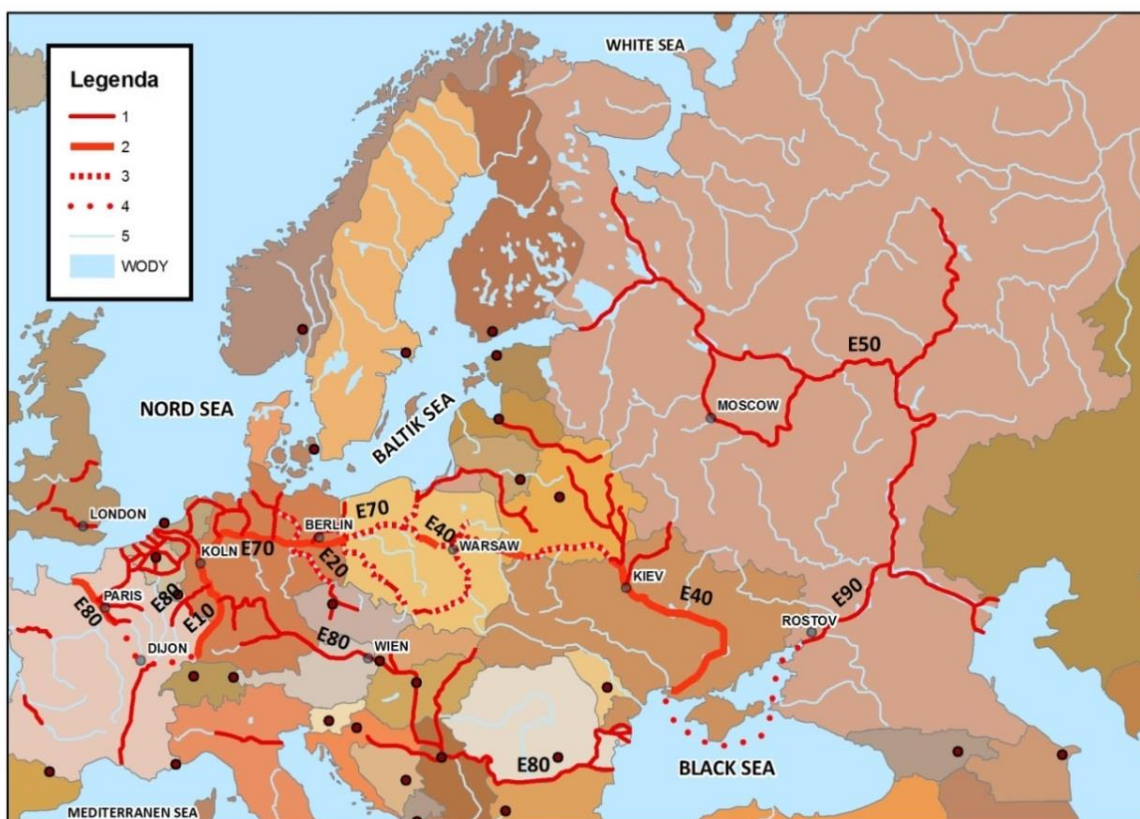 WHITE SEA
Legenda
1
2
3
4
5
WODY
E50
MOSCOW
NORD SEA
BALTIK SEA
LONDON
E70
BERLIN
E40
WARSAW
KOLN
E70
E20
PARIS
E80
E80
E10
KIEV
E40
E90
ROSTOV
DIJON
E80
WIEN
E80
BLACK SEA
MEDITERRANEN SEA